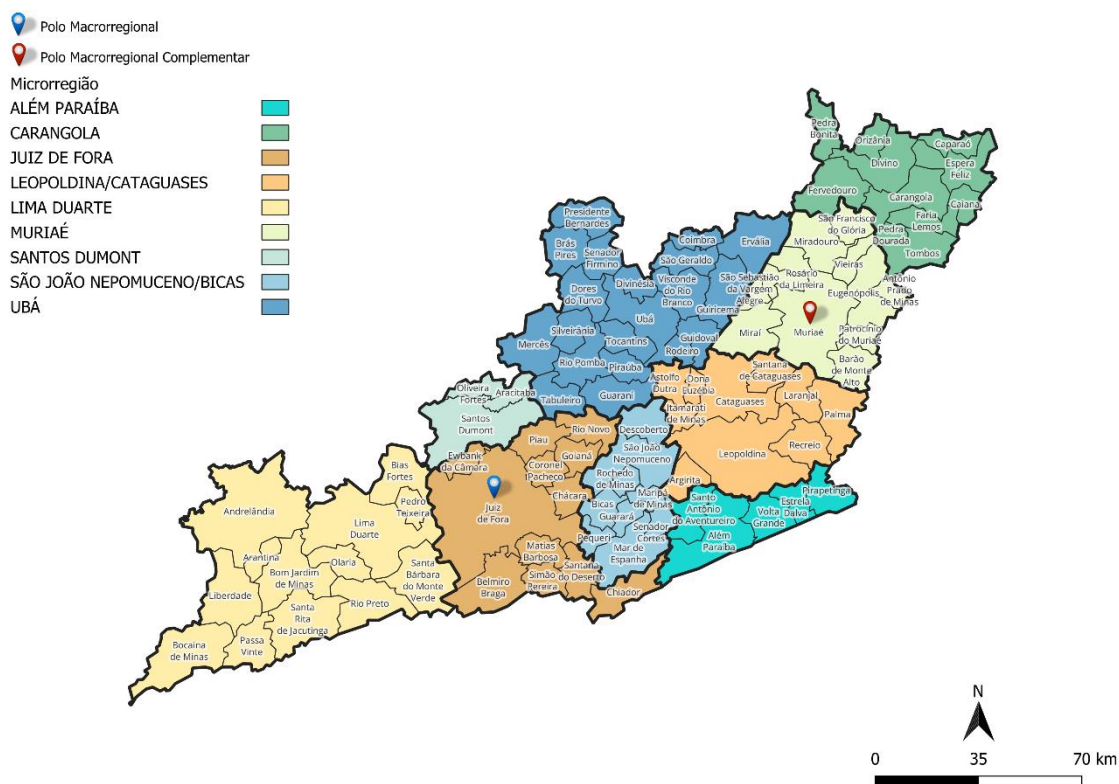 Polo Macrorregional
Polo Macrorregional Complementar
Microrregião
ALÉM PARAÍBA
CARANGOLA
JUIZ DE FORA
LEOPOLDINA/CATAGUASES
LIMA DUARTE
MURIAÉ
SANTOS DUMONT
SÃO JOÃO NEPOMUCENO/BICAS
UBÁ
Pedra
Bonita
Orizânia
Caparaó
Divino
Espera
Feliz
Fervedouro
Carangola
Caiana
Faria
Lemos
Pedra
Dourada
Tombos
São Francisco
do Glória
Miradouro
Vieiras
Antônio
Prado
de Minas
Rosário
da Limeira
Eugenópolis
Muriaé
Miraí
Patrocínio
do Muriaé
Barão
de Monte
Alto
Presidente
Bernardes
Brás
Pires
Senador
Firmino
Coimbra
Ervália
São Geraldo
Divinésia
Visconde
do Rio
Branco
São Sebastião
da Vargem
Alegre
Dores
do Turvo
Ubá
Guiricema
Silveirânia
Mercês
Tocantins
Guidoval
Rodeiro
Rio Pomba
Piraúba
Tabuleiro
Guarani
Astolfo
Dutra
Dona
Euzébia
Santana
de Cataguases
Cataguases
Laranjal
Itamarati
de Minas
Palma
Leopoldina
Recreio
Argirita
Oliveira
Fortes
Aracitaba
Santos
Dumont
Ewbank
da Câmara
Piau
Rio Novo
Goianá
Coronel
Pacheco
Chácara
Juiz
de Fora
Matias
Barbosa
Belmiro
Braga
Simão
Pereira
Santana
do Deserto
Chiador
Descoberto
São João
Nepomuceno
Rochedo
de Minas
Maripá
de Minas
Bicas
Guarará
Senador
Cortes
Pequeri
Mar de
Espanha
Santo
Antônio
do Aventureiro
Além
Paraíba
Volta
Grande
Estrela
Dalva
Pirapetinga
Bias
Fortes
Pedro
Teixeira
Andrelândia
Lima
Duarte
Arantina
Bom Jardim
de Minas
Olaria
Santa
Bárbara
do Monte
Verde
Liberdade
Santa
Rita
de Jacutinga
Rio Preto
Bocaina
de Minas
Passa
Vinte
N
0 35 70 km